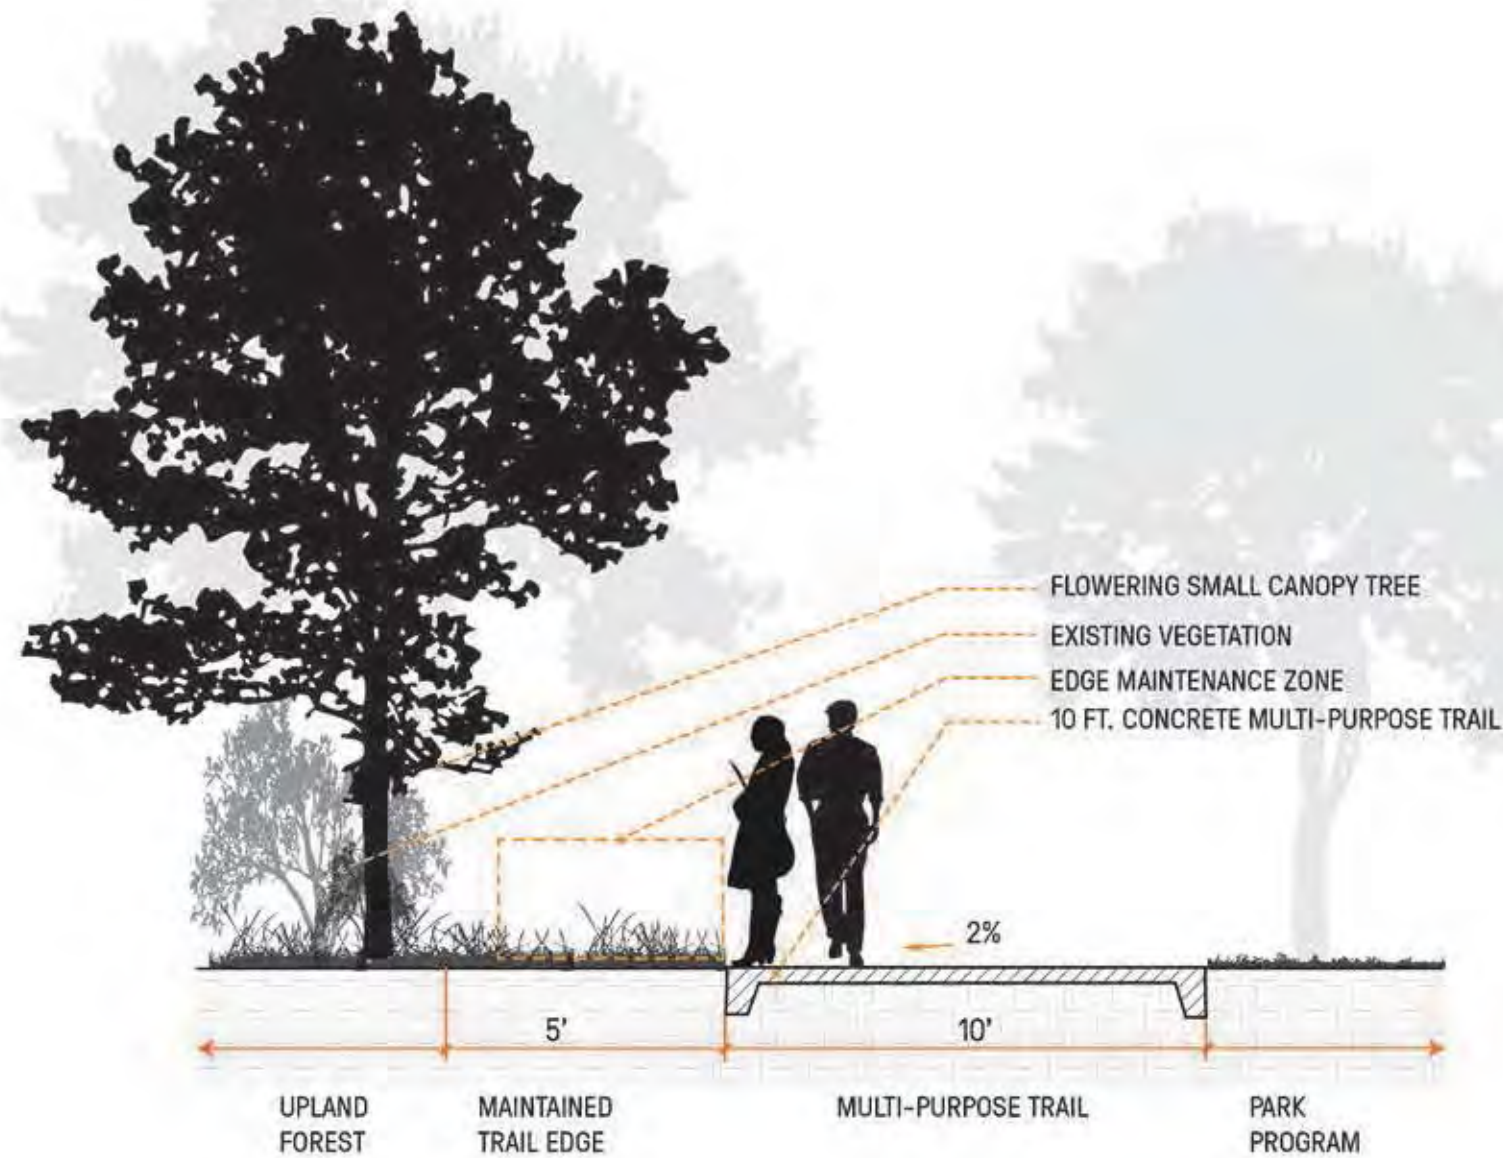 FLOWERING SMALL CANOPY TREE
EXISTING VEGETATION
EDGE MAINTENANCE ZONE
10 FT. CONCRETE MULTI-PURPOSE TRAIL
2%
5'
10'
UPLAND
FOREST
MAINTAINED
TRAIL EDGE
MULTI-PURPOSE TRAIL
PARK
PROGRAM